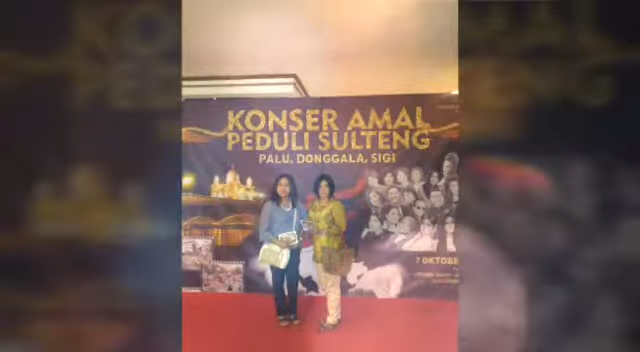 KONSER AMAL
PEDULI SULTENG
PALU, DONGGALA, SIGI
7 OKTOBE